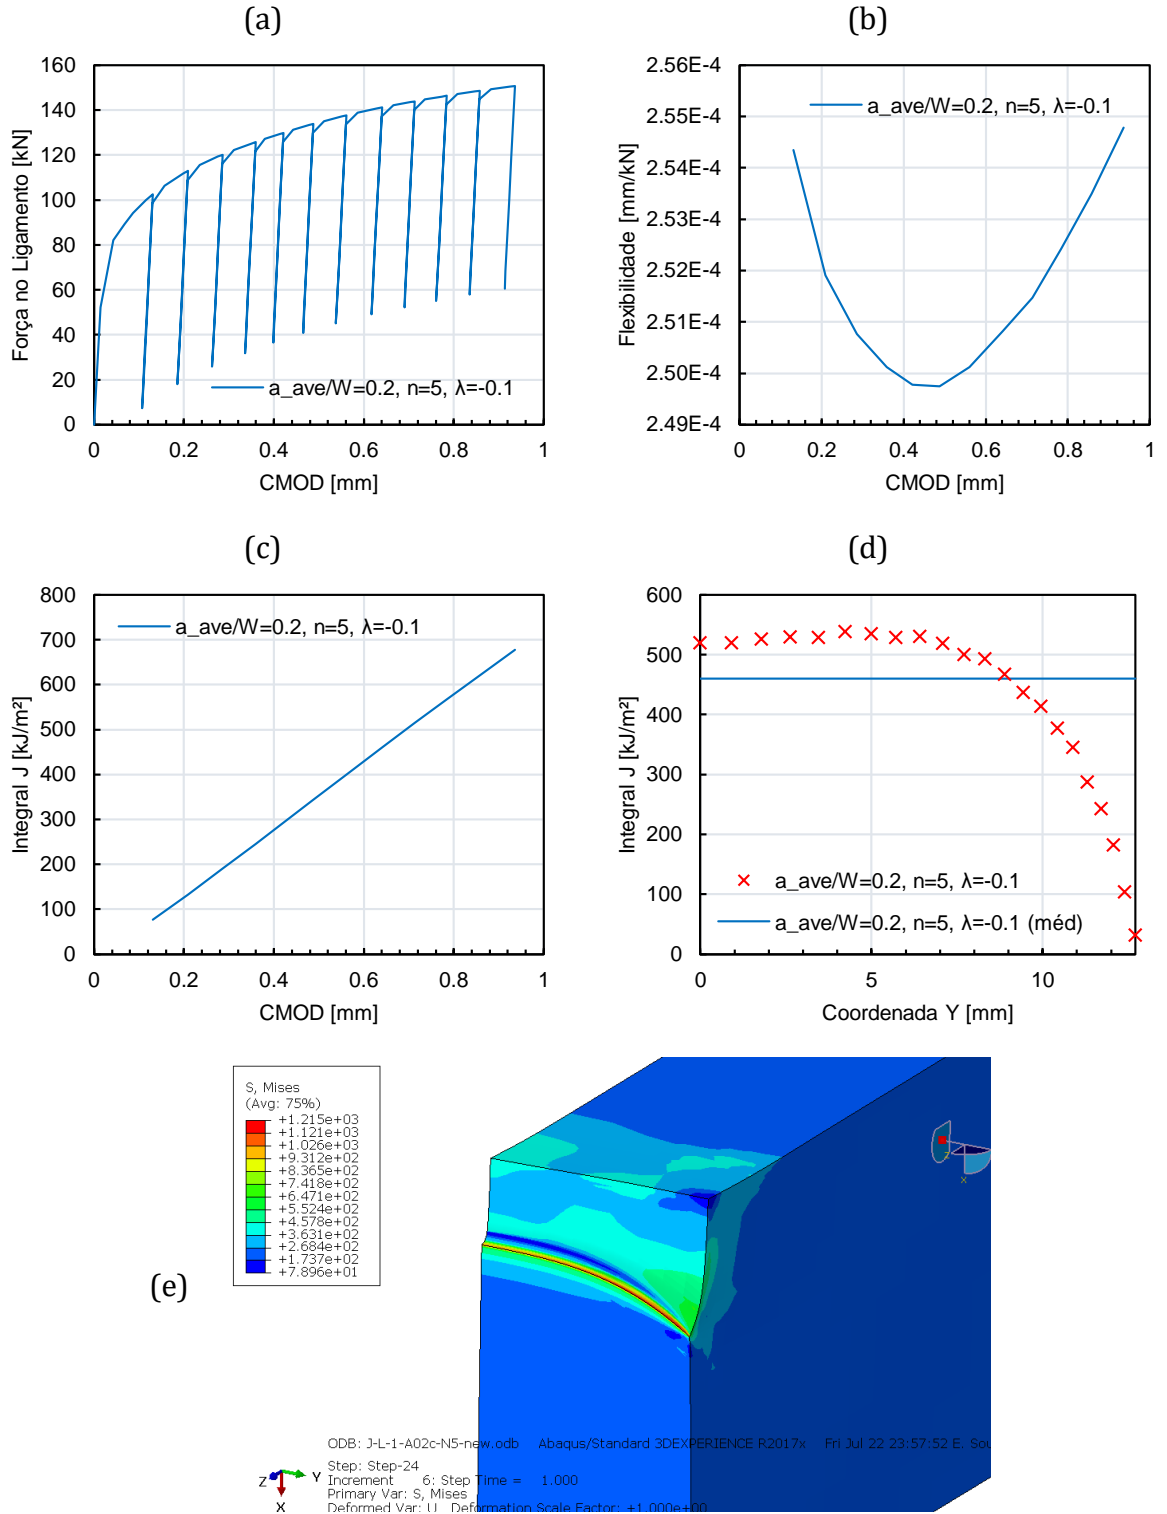 (a)
Força no Ligamento [kN]
160
140
120
100
80
60
40
20
0
a_ave/W=0.2, n=5, λ=-0.1
0 0.2 0.4 0.6 0.8 1
CMOD [mm]
(b)
Flexibilidade [mm/kN]
2.56E-4
2.55E-4
2.54E-4
2.53E-4
2.52E-4
2.51E-4
2.50E-4
2.49E-4
a_ave/W=0.2, n=5, λ=-0.1
0 0.2 0.4 0.6 0.8 1
CMOD [mm]
(c)
Integral J [kJ/m²]
800
700
600
500
400
300
200
100
0
a_ave/W=0.2, n=5, λ=-0.1
0 0.2 0.4 0.6 0.8 1
CMOD [mm]
(d)
Integral J [kJ/m²]
600
500
400
300
200
100
0
a_ave/W=0.2, n=5, λ=-0.1
a_ave/W=0.2, n=5, λ=-0.1 (méd)
0 5 10
Coordenada Y [mm]
(e)
S, Mises
(Avg: 75%)
+1.215e+03
+1.121e+03
+1.026e+03
+9.312e+02
+8.365e+02
+7.418e+02
+6.471e+02
+5.524e+02
+4.578e+02
+3.631e+02
+2.684e+02
+1.737e+02
+7.896e+01
Z
X
ODB: J-L-1-A02c-N5-new.odb Abaqus/Standard 3DEXPERIENCE R2017x Fri Jul 22 23:57:52 E. Sou
Step: Step-24
Increment 6: Step Time = 1.000
Primary Var: S, Mises
Deformed Var: U Deformation Scale Factor: +1.000e+00
Z Y
X